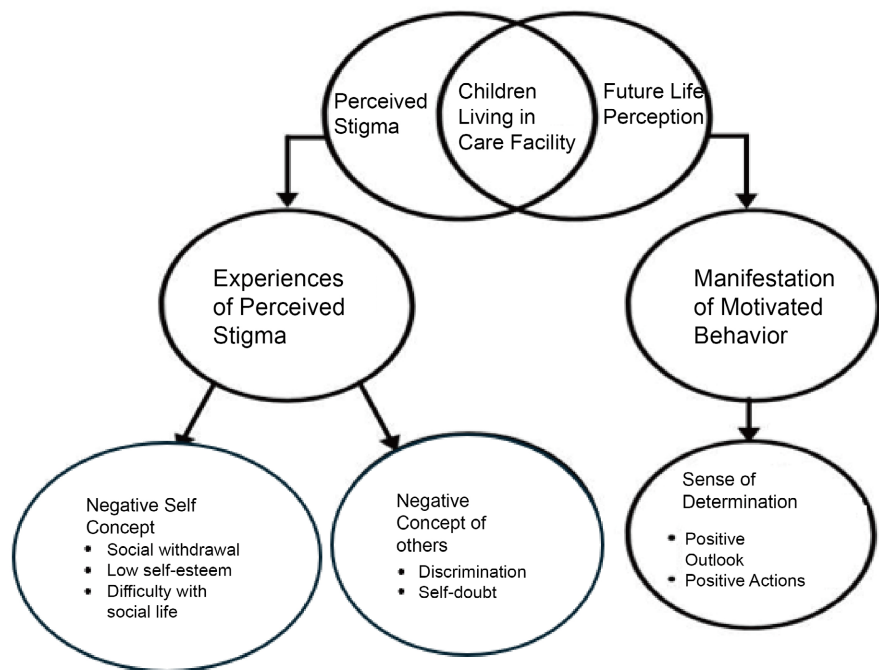 Perceived
Stigma
Children
Living in
Care Facility
Future Life
Perception
Experiences
of Perceived
Stigma
Manifestation
of Motivated
Behavior
Negative Self
Concept
• Social withdrawal
• Low self-esteem
• Difficulty with
social life
Negative
Concept of
others
• Discrimination
• Self-doubt
Sense of
Determination
• Positive
Outlook
• Positive Actions